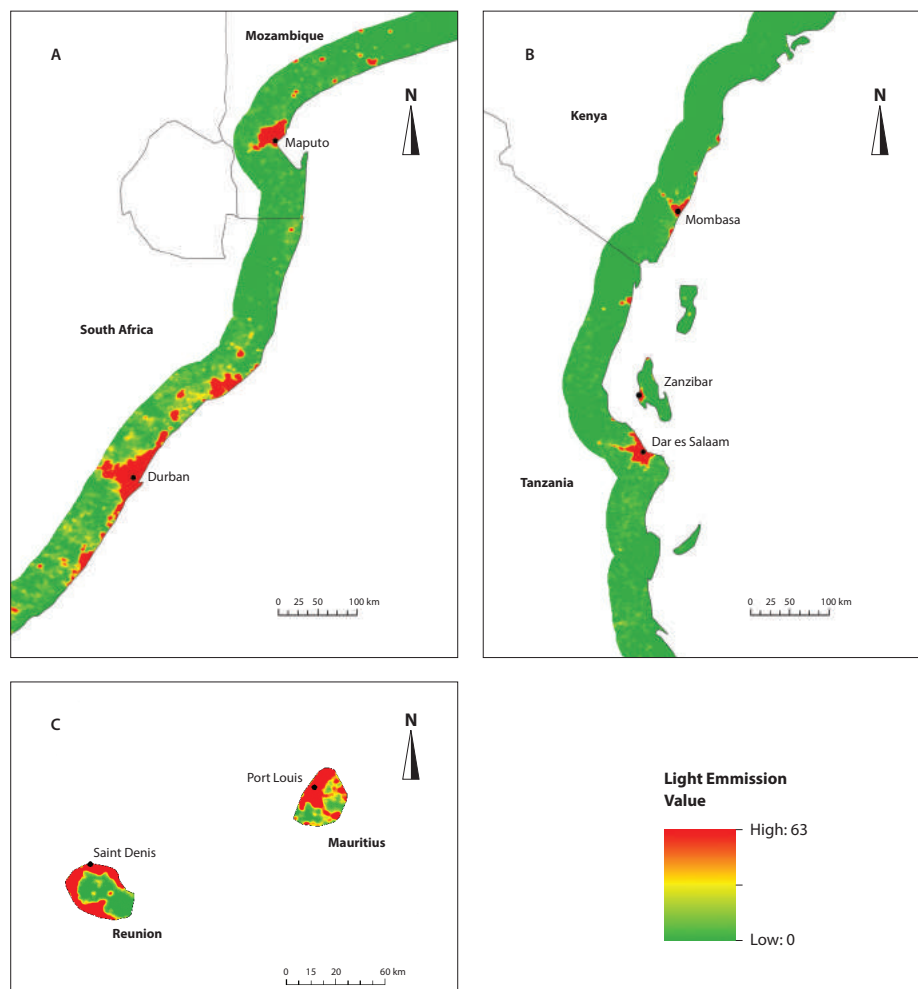 A
Mozambique
N
Maputo
South Africa
Durban
0 25 50 100 km
B
Kenya
N
Mombasa
Zanzibar
Dar es Salaam
Tanzania
0 25 50 100 km
C
N
Port Louis
Mauritius
Saint Denis
Reunion
0 15 20 60 km
Light Emmission
Value
High: 63
Low: 0